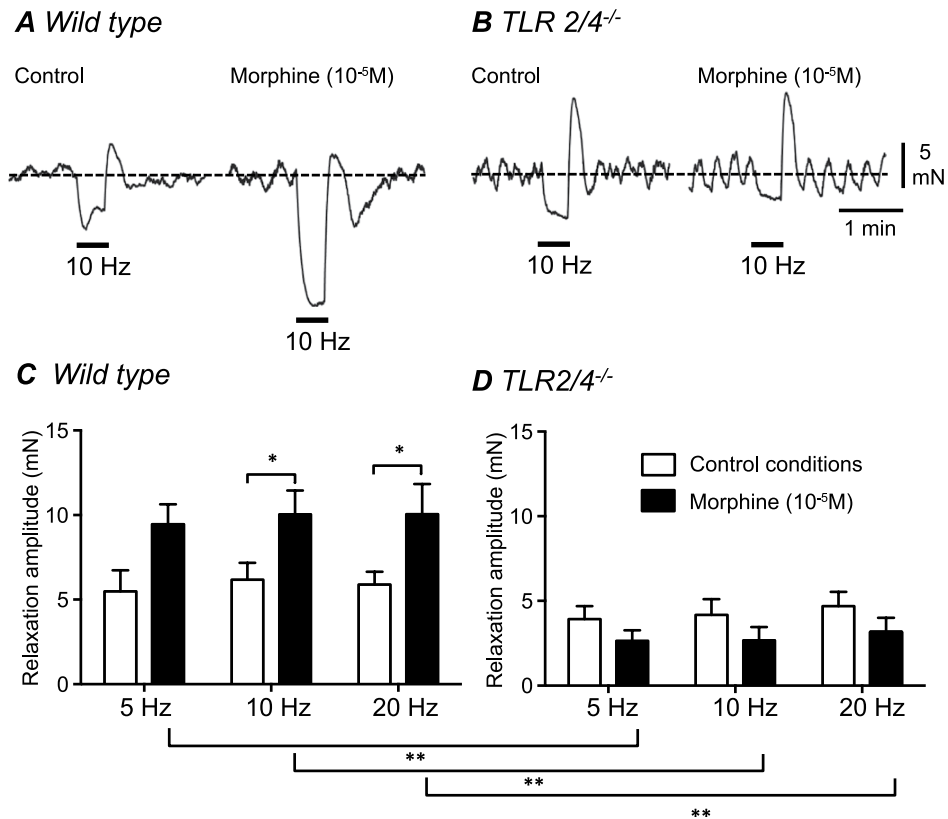 A Wild type
B TLR 2/4-/-
Control
Morphine (10-5M)
Control
Morphine (10-5M)
5
mN
1 min
10 Hz
10 Hz
10 Hz
10 Hz
C Wild type
D TLR2/4-/-
Relaxation amplitude (mN)
15
10
5
0
*
*
5 Hz
10 Hz
20 Hz
Relaxation amplitude (mN)
15
10
5
0
Control conditions
Morphine (10-5M)
5 Hz
10 Hz
20 Hz
**
**
**